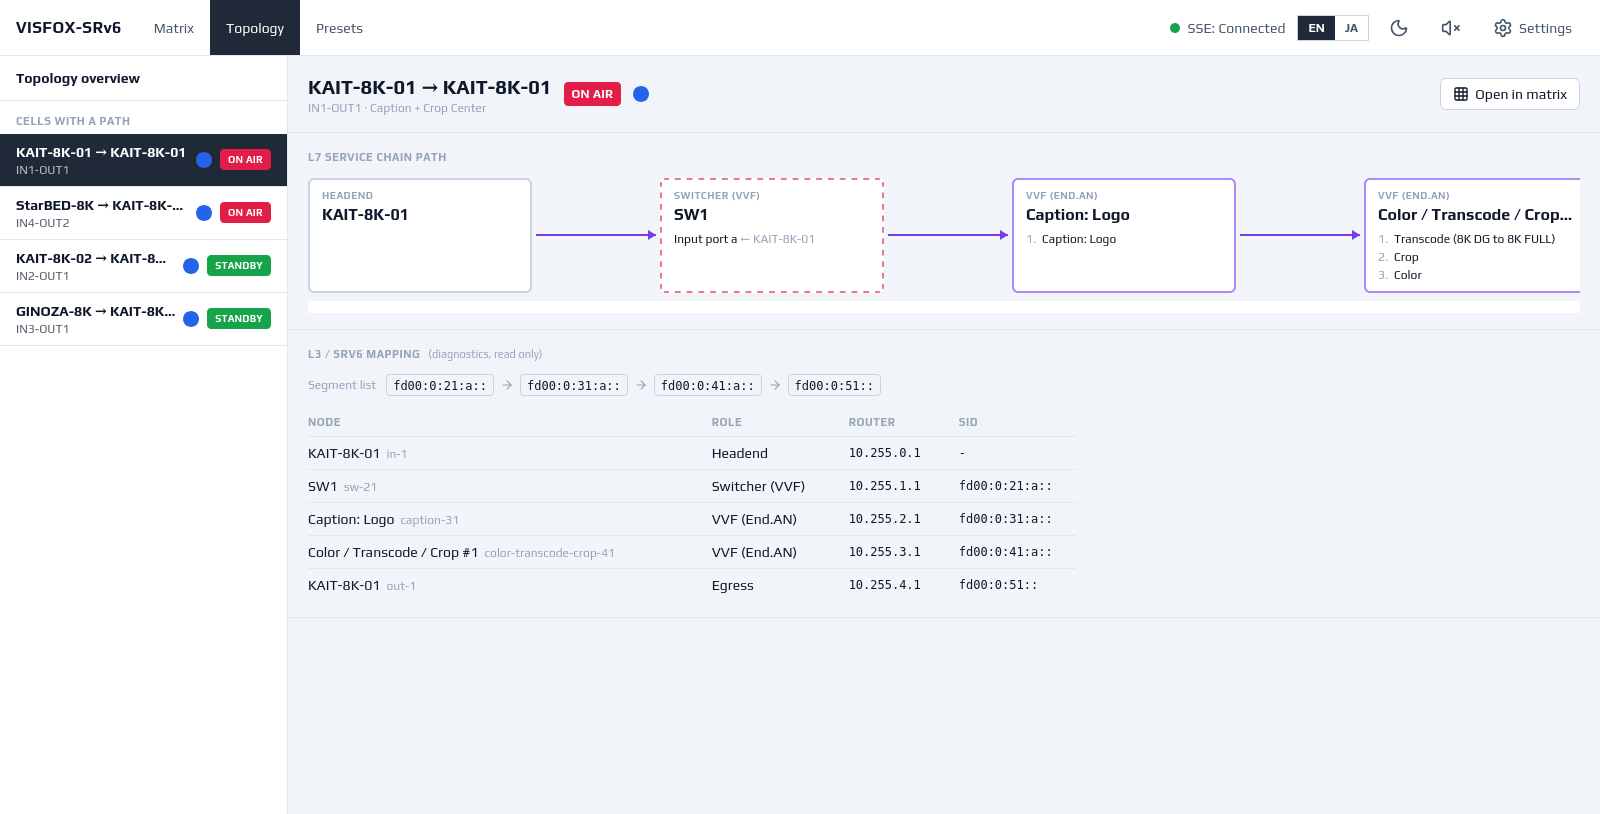 VISFOX-SRv6
Matrix
Topology
Presets
SSE: Connected
EN
JA
Settings
Topology overview
CELLS WITH A PATH
KAIT-8K-01 → KAIT-8K-01
IN1-OUT1
ON AIR
StarBED-8K → KAIT-8K-...
IN4-OUT2
ON AIR
KAIT-8K-02 → KAIT-8...
IN2-OUT1
STANDBY
GINOZA-8K → KAIT-8K...
IN3-OUT1
STANDBY
KAIT-8K-01 → KAIT-8K-01
ON AIR
IN1-OUT1 · Caption + Crop Center
Open in matrix
L7 SERVICE CHAIN PATH
HEADEND
KAIT-8K-01
SWITCHER (VVF)
SW1
Input port a ← KAIT-8K-01
VVF (END.AN)
Caption: Logo
1. Caption: Logo
VVF (END.AN)
Color / Transcode / Crop...
1. Transcode (8K DG to 8K FULL)
2. Crop
3. Color
L3 / SRV6 MAPPING (diagnostics, read only)
Segment list fd00:0:21:a:: → fd00:0:31:a:: → fd00:0:41:a:: → fd00:0:51::
NODE ROLE ROUTER SID
KAIT-8K-01 in-1 Headend 10.255.0.1 -
SW1 sw-21 Switcher (VVF) 10.255.1.1 fd00:0:21:a::
Caption: Logo caption-31 VVF (End.AN) 10.255.2.1 fd00:0:31:a::
Color / Transcode / Crop #1 color-transcode-crop-41 VVF (End.AN) 10.255.3.1 fd00:0:41:a::
KAIT-8K-01 out-1 Egress 10.255.4.1 fd00:0:51::